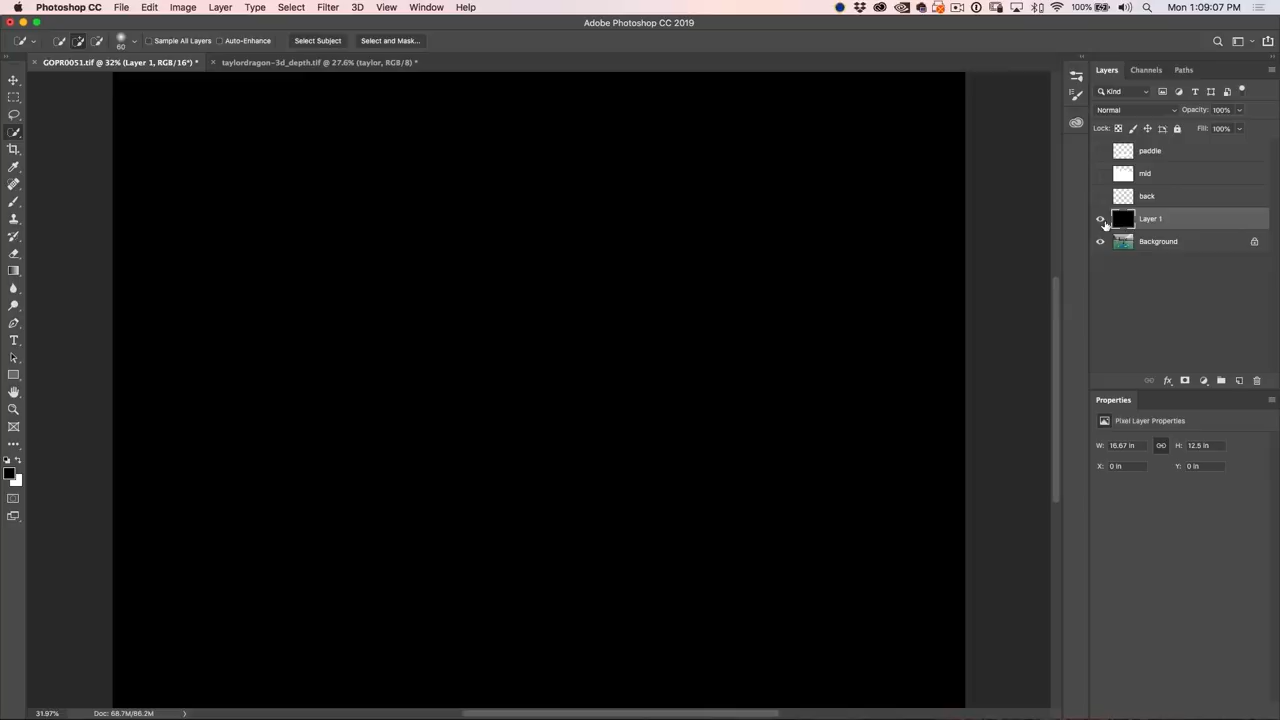 Photoshop CC File Edit Image Layer Type Select Filter 3D View Window Help 100% Mon 1:09:07 PM
Adobe Photoshop CC 2019
60 Sample All Layers Auto-Enhance Select Subject Select and Mask...
GOPR0051.tif @ 32% (Layer 1, RGB/16*) * taylordragon-3d_depth.tif @ 27.6% (taylor, RGB/8) *
Layers Channels Paths
Kind
Normal Opacity: 100%
Lock: Fill: 100%
paddle
mid
back
Layer 1
Background
fx
Properties
Pixel Layer Properties
W: 16.67 in H: 12.5 in
X: 0 in Y: 0 in
31.97% Doc: 68.7M/86.2M